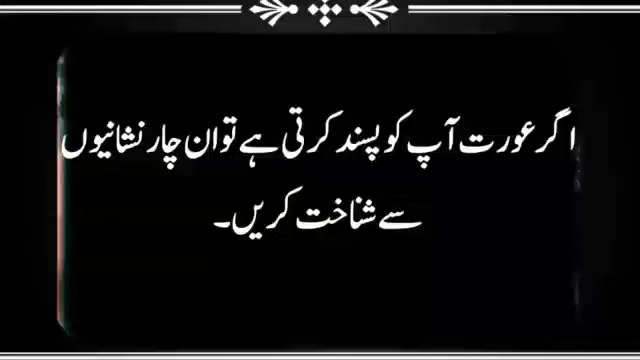 اگر عورت آپ کو پسند کرتی ہے تو ان چار نشانیوں
سے شناخت کریں۔